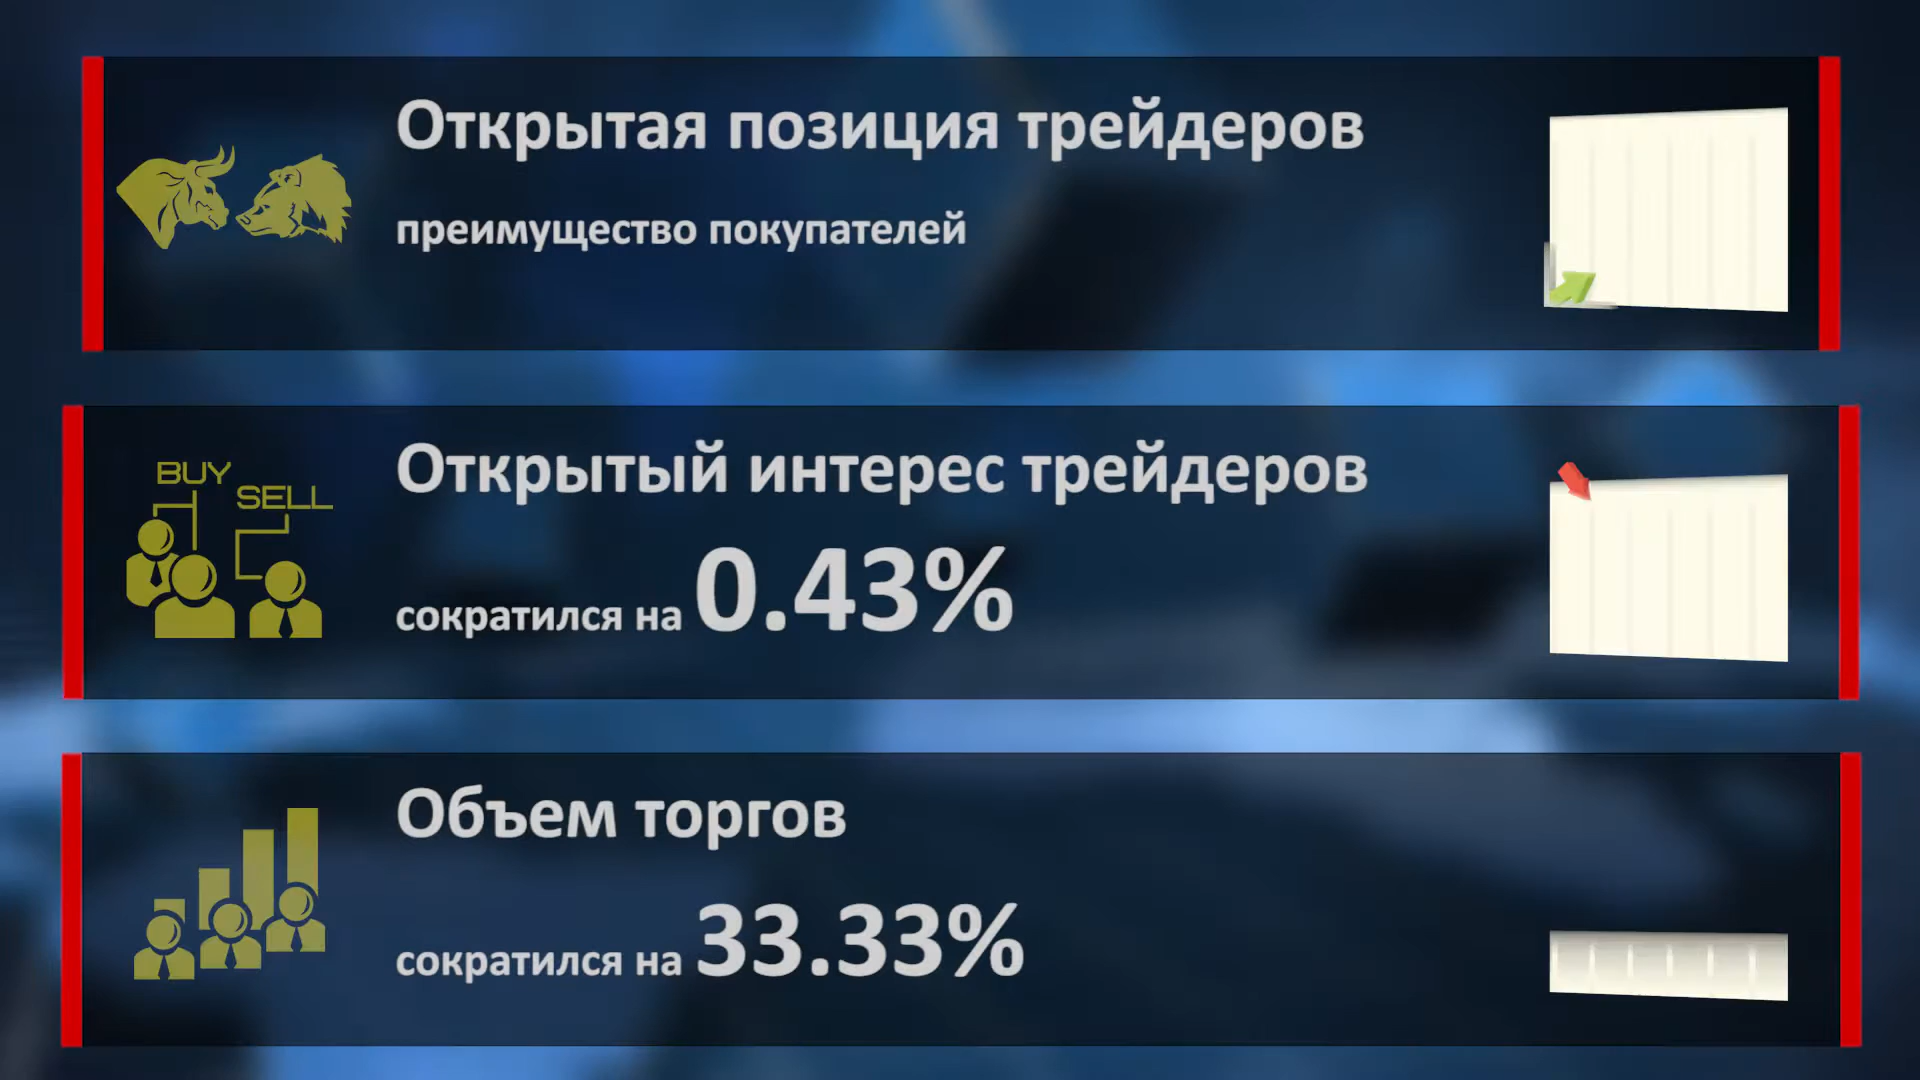 Открытая позиция трейдеров
преимущество покупателей
BUY
SELL
Открытый интерес трейдеров
сократился на 0.43%
Объем торгов
сократился на 33.33%